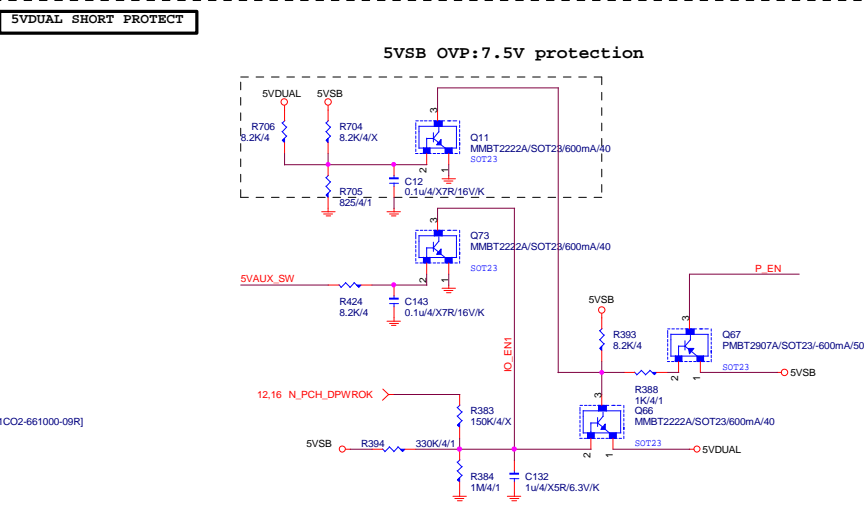 5VDUAL SHORT PROTECT
5VSB OVP:7.5V protection
5VDUAL
5VSB
R706
8.2K/4
R704
8.2K/4/X
3
Q11
MMBT2222A/SOT23/600mA/40
SOT23
2
1
R705
825/4/1
C12
0.1u/4/X7R/16V/K
3
Q73
MMBT2222A/SOT23/600mA/40
SOT23
2
1
5VAUX_SW
R424
8.2K/4
C143
0.1u/4/X7R/16V/K
P_EN
5VSB
R393
8.2K/4
3
Q67
PMBT2907A/SOT23/-600mA/50
SOT23
2
1
5VSB
IO_EN1
R388
1K/4/1
12,16 N_PCH_DPWROK
R383
150K/4/X
3
Q66
MMBT2222A/SOT23/600mA/40
SOT23
2
1
5VDUAL
1CO2-661000-09R]
5VSB
R394
330K/4/1
R384
1M/4/1
C132
1u/4/X5R/6.3V/K